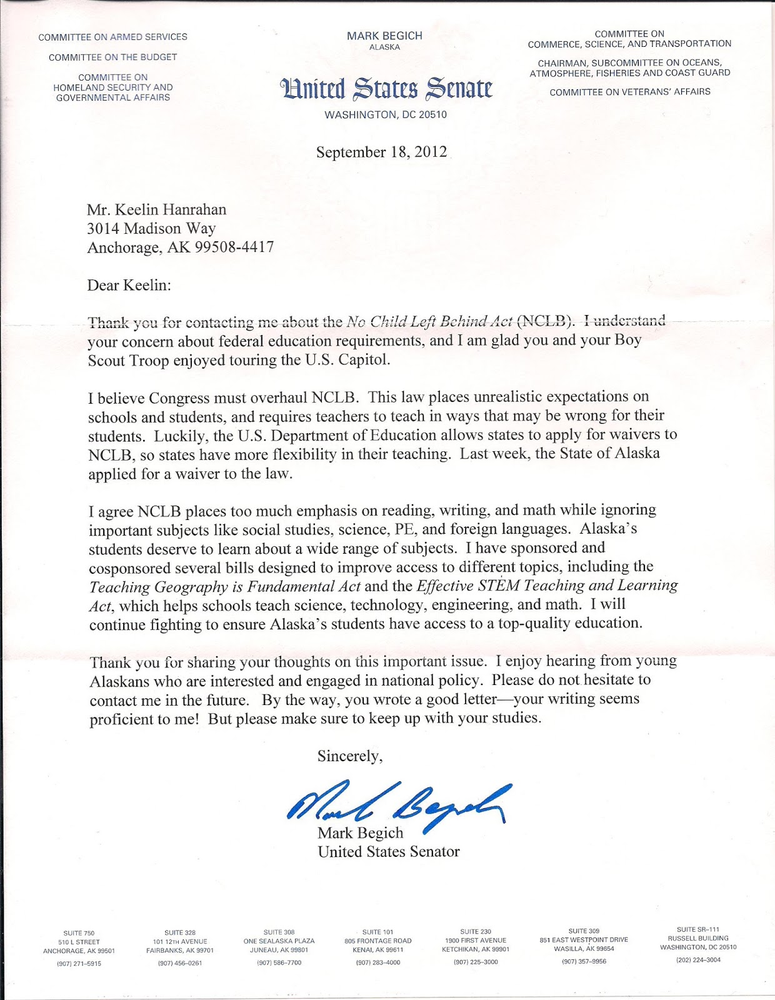 COMMITTEE ON ARMED SERVICES
COMMITTEE ON THE BUDGET
COMMITTEE ON
HOMELAND SECURITY AND
GOVERNMENTAL AFFAIRS
MARK BEGICH
ALASKA
United States Senate
WASHINGTON, DC 20510
COMMITTEE ON
COMMERCE, SCIENCE, AND TRANSPORTATION
CHAIRMAN, SUBCOMMITTEE ON OCEANS,
ATMOSPHERE, FISHERIES AND COAST GUARD
COMMITTEE ON VETERANS' AFFAIRS
September 18, 2012
Mr. Keelin Hanrahan
3014 Madison Way
Anchorage, AK 99508-4417
Dear Keelin:
Thank you for contacting me about the No Child Left Behind Act (NCLB).  I understand
your concern about federal education requirements, and I am glad you and your Boy
Scout Troop enjoyed touring the U.S. Capitol.
I believe Congress must overhaul NCLB.  This law places unrealistic expectations on
schools and students, and requires teachers to teach in ways that may be wrong for their
students.  Luckily, the U.S. Department of Education allows states to apply for waivers to
NCLB, so states have more flexibility in their teaching.  Last week, the State of Alaska
applied for a waiver to the law.
I agree NCLB places too much emphasis on reading, writing, and math while ignoring
important subjects like social studies, science, PE, and foreign languages.  Alaska's
students deserve to learn about a wide range of subjects.  I have sponsored and
cosponsored several bills designed to improve access to different topics, including the
Teaching Geography is Fundamental Act and the Effective STEM Teaching and Learning
Act, which helps schools teach science, technology, engineering, and math.  I will
continue fighting to ensure Alaska's students have access to a top-quality education.
Thank you for sharing your thoughts on this important issue.  I enjoy hearing from young
Alaskans who are interested and engaged in national policy.  Please do not hesitate to
contact me in the future.   By the way, you wrote a good letter—your writing seems
proficient to me!  But please make sure to keep up with your studies.
Sincerely,
Mark Begich
Mark Begich
United States Senator
SUITE 750
510 L STREET
ANCHORAGE, AK 99501
(907) 271–5915
SUITE 328
101 12TH AVENUE
FAIRBANKS, AK 99701
(907) 456–0261
SUITE 308
ONE SEALASKA PLAZA
JUNEAU, AK 99801
(907) 586–7700
SUITE 101
805 FRONTAGE ROAD
KENAI, AK 99611
(907) 283–4000
SUITE 230
1900 FIRST AVENUE
KETCHIKAN, AK 99901
(907) 225–3000
SUITE 309
851 EAST WESTPOINT DRIVE
WASILLA, AK 99654
(907) 357–9956
SUITE SR–111
RUSSELL BUILDING
WASHINGTON, DC 20510
(202) 224–3004